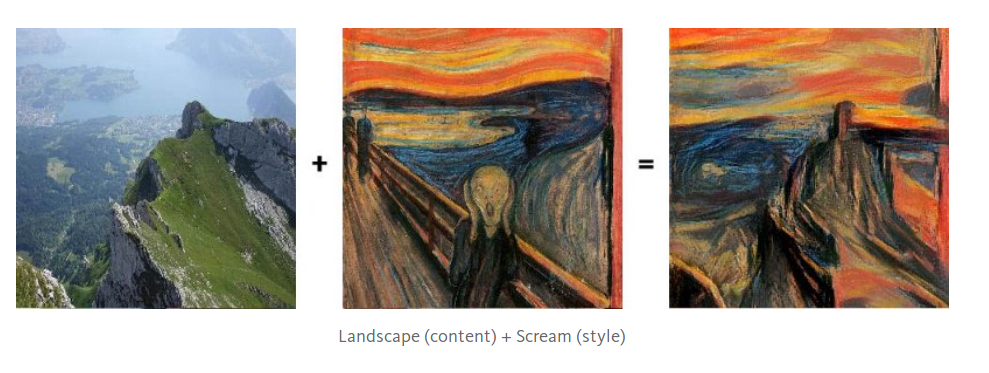 + =
Landscape (content) + Scream (style)